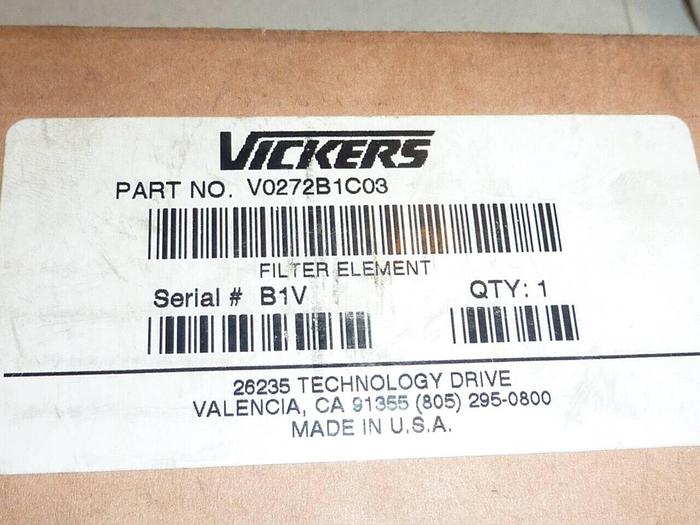 VICKERS
PART NO. V0272B1C03
FILTER ELEMENT
Serial # B1V QTY: 1
26235 TECHNOLOGY DRIVE
VALENCIA, CA 91355 (805) 295-0800
MADE IN U.S.A.